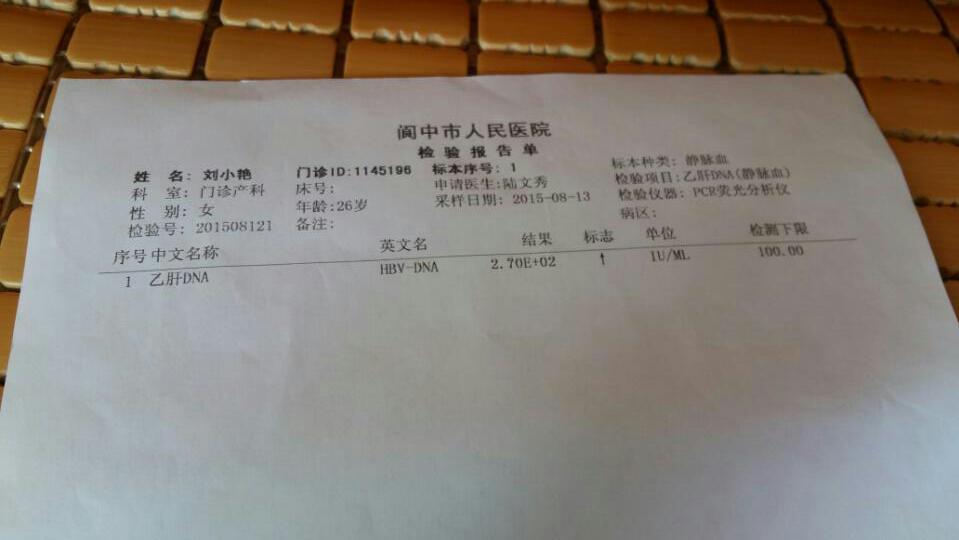 阆中市人民医院
检验报告单
姓 名: 刘小艳 门诊ID:1145196 标本序号: 1 标本种类: 静脉血
科 室: 门诊产科 床号: 申请医生:陆文秀 检验项目:乙肝DNA(静脉血)
性 别: 女 年龄:26岁 采样日期: 2015-08-13 检验仪器: PCR荧光分析仪
检验号: 201508121 备注: 病区:
序号 中文名称 英文名 结果 标志 单位 检测下限
1 乙肝DNA HBV-DNA 2.70E+02 ↑ IU/ML 100.00